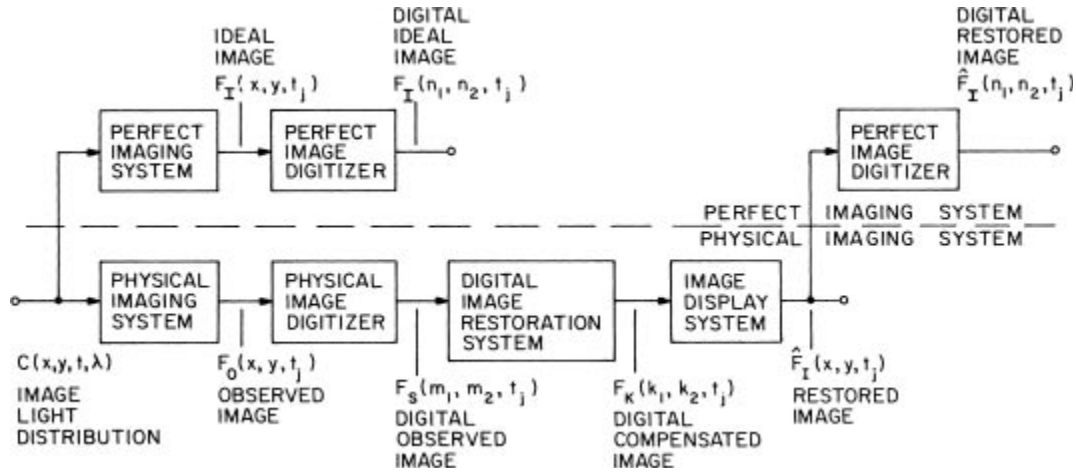 IDEAL
IMAGE
F_I(x,y,t_j)
DIGITAL
IDEAL
IMAGE
F_I(n_1,n_2,t_j)
DIGITAL
RESTORED
IMAGE
F̂_I(n_1,n_2,t_j)
PERFECT
IMAGING
SYSTEM
PERFECT
IMAGE
DIGITIZER
PERFECT
IMAGE
DIGITIZER
PERFECT IMAGING SYSTEM
PHYSICAL IMAGING SYSTEM
PHYSICAL
IMAGING
SYSTEM
PHYSICAL
IMAGE
DIGITIZER
DIGITAL
IMAGE
RESTORATION
SYSTEM
IMAGE
DISPLAY
SYSTEM
C(x,y,t,λ)
IMAGE
LIGHT
DISTRIBUTION
F_O(x,y,t_j)
OBSERVED
IMAGE
F_S(m_1,m_2,t_j)
DIGITAL
OBSERVED
IMAGE
F_K(k_1,k_2,t_j)
DIGITAL
COMPENSATED
IMAGE
F̂_I(x,y,t_j)
RESTORED
IMAGE